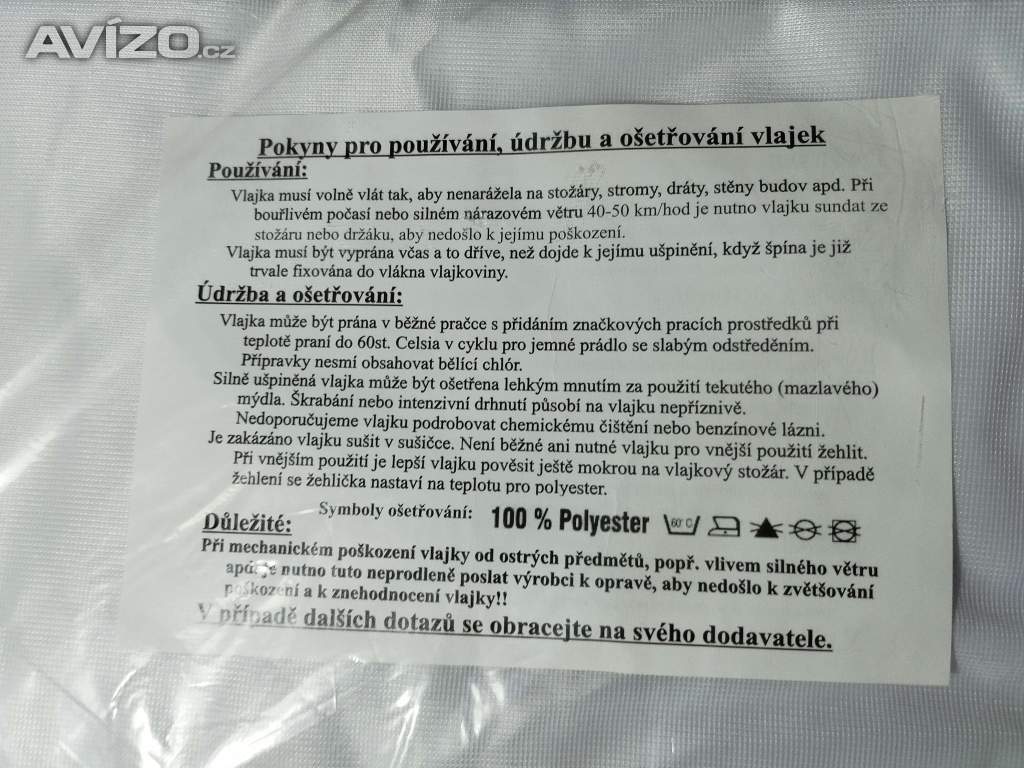 AVÍZO.cz
Pokyny pro používání, údržbu a ošetřování vlajek
Používání:
Vlajka musí volně vlát tak, aby nenarážela na stožáry, stromy, dráty, stěny budov apd. Při
bouřlivém počasí nebo silném nárazovém větru 40-50 km/hod je nutno vlajku sundat ze
stožáru nebo držáku, aby nedošlo k jejímu poškození.
Vlajka musí být vyprána včas a to dříve, než dojde k jejímu ušpinění, když špína je již
trvale fixována do vlákna vlajkoviny.
Údržba a ošetřování:
Vlajka může být prána v běžné pračce s přidáním značkových pracích prostředků při
teplotě praní do 60st. Celsia v cyklu pro jemné prádlo se slabým odstředěním.
Přípravky nesmí obsahovat bělící chlór.
Silně ušpiněná vlajka může být ošetřena lehkým mnutím za použití tekutého (mazlavého)
mýdla. Škrabání nebo intenzivní drhnutí působí na vlajku nepříznivě.
Nedoporučujeme vlajku podrobovat chemickému čištění nebo benzínové lázni.
Je zakázáno vlajku sušit v sušičce. Není běžné ani nutné vlajku pro vnější použití žehlit.
Při vnějším použití je lepší vlajku pověsit ještě mokrou na vlajkový stožár. V případě
žehlení se žehlička nastaví na teplotu pro polyester.
Symboly ošetřování: 100 % Polyester 60°C
Důležité:
Při mechanickém poškození vlajky od ostrých předmětů, popř. vlivem silného větru
apd. je nutno tuto neprodleně poslat výrobci k opravě, aby nedošlo k zvětšování
poškození a k znehodnocení vlajky!!
V případě dalších dotazů se obracejte na svého dodavatele.